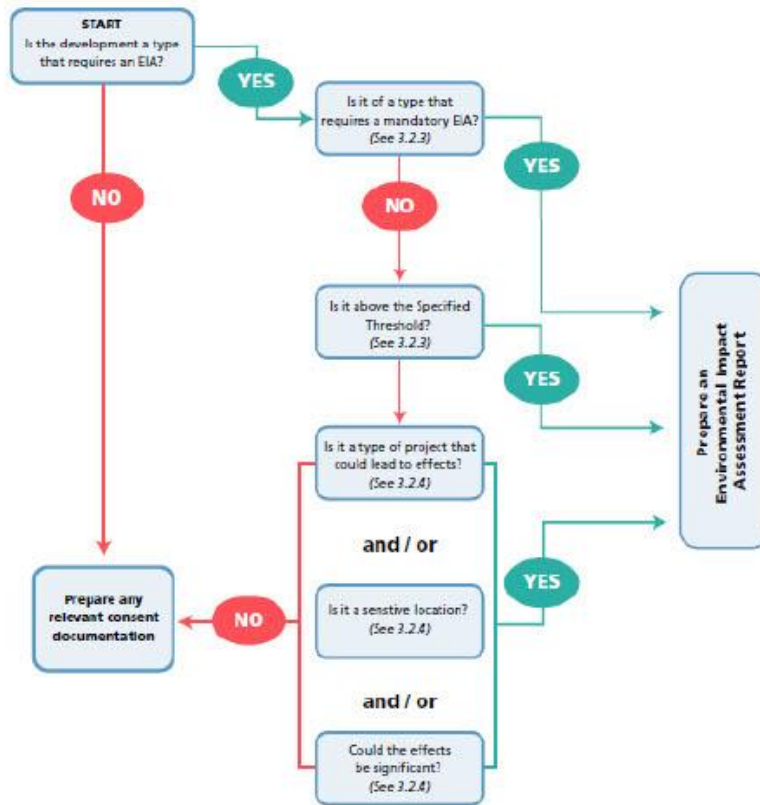 START
Is the development a type
that requires an EIA?
YES
Is it of a type that
requires a mandatory EIA?
(See 3.2.3)
YES
NO
NO
Is it above the Specified
Threshold?
(See 3.2.3)
YES
Prepare an
Environmental Impact
Assessment Report
Is it a type of project that
could lead to effects?
(See 3.2.4)
and / or
YES
Prepare any
relevant consent
documentation
NO
Is it a senstive location?
(See 3.2.4)
and / or
Could the effects
be significant?
(See 3.2.4)